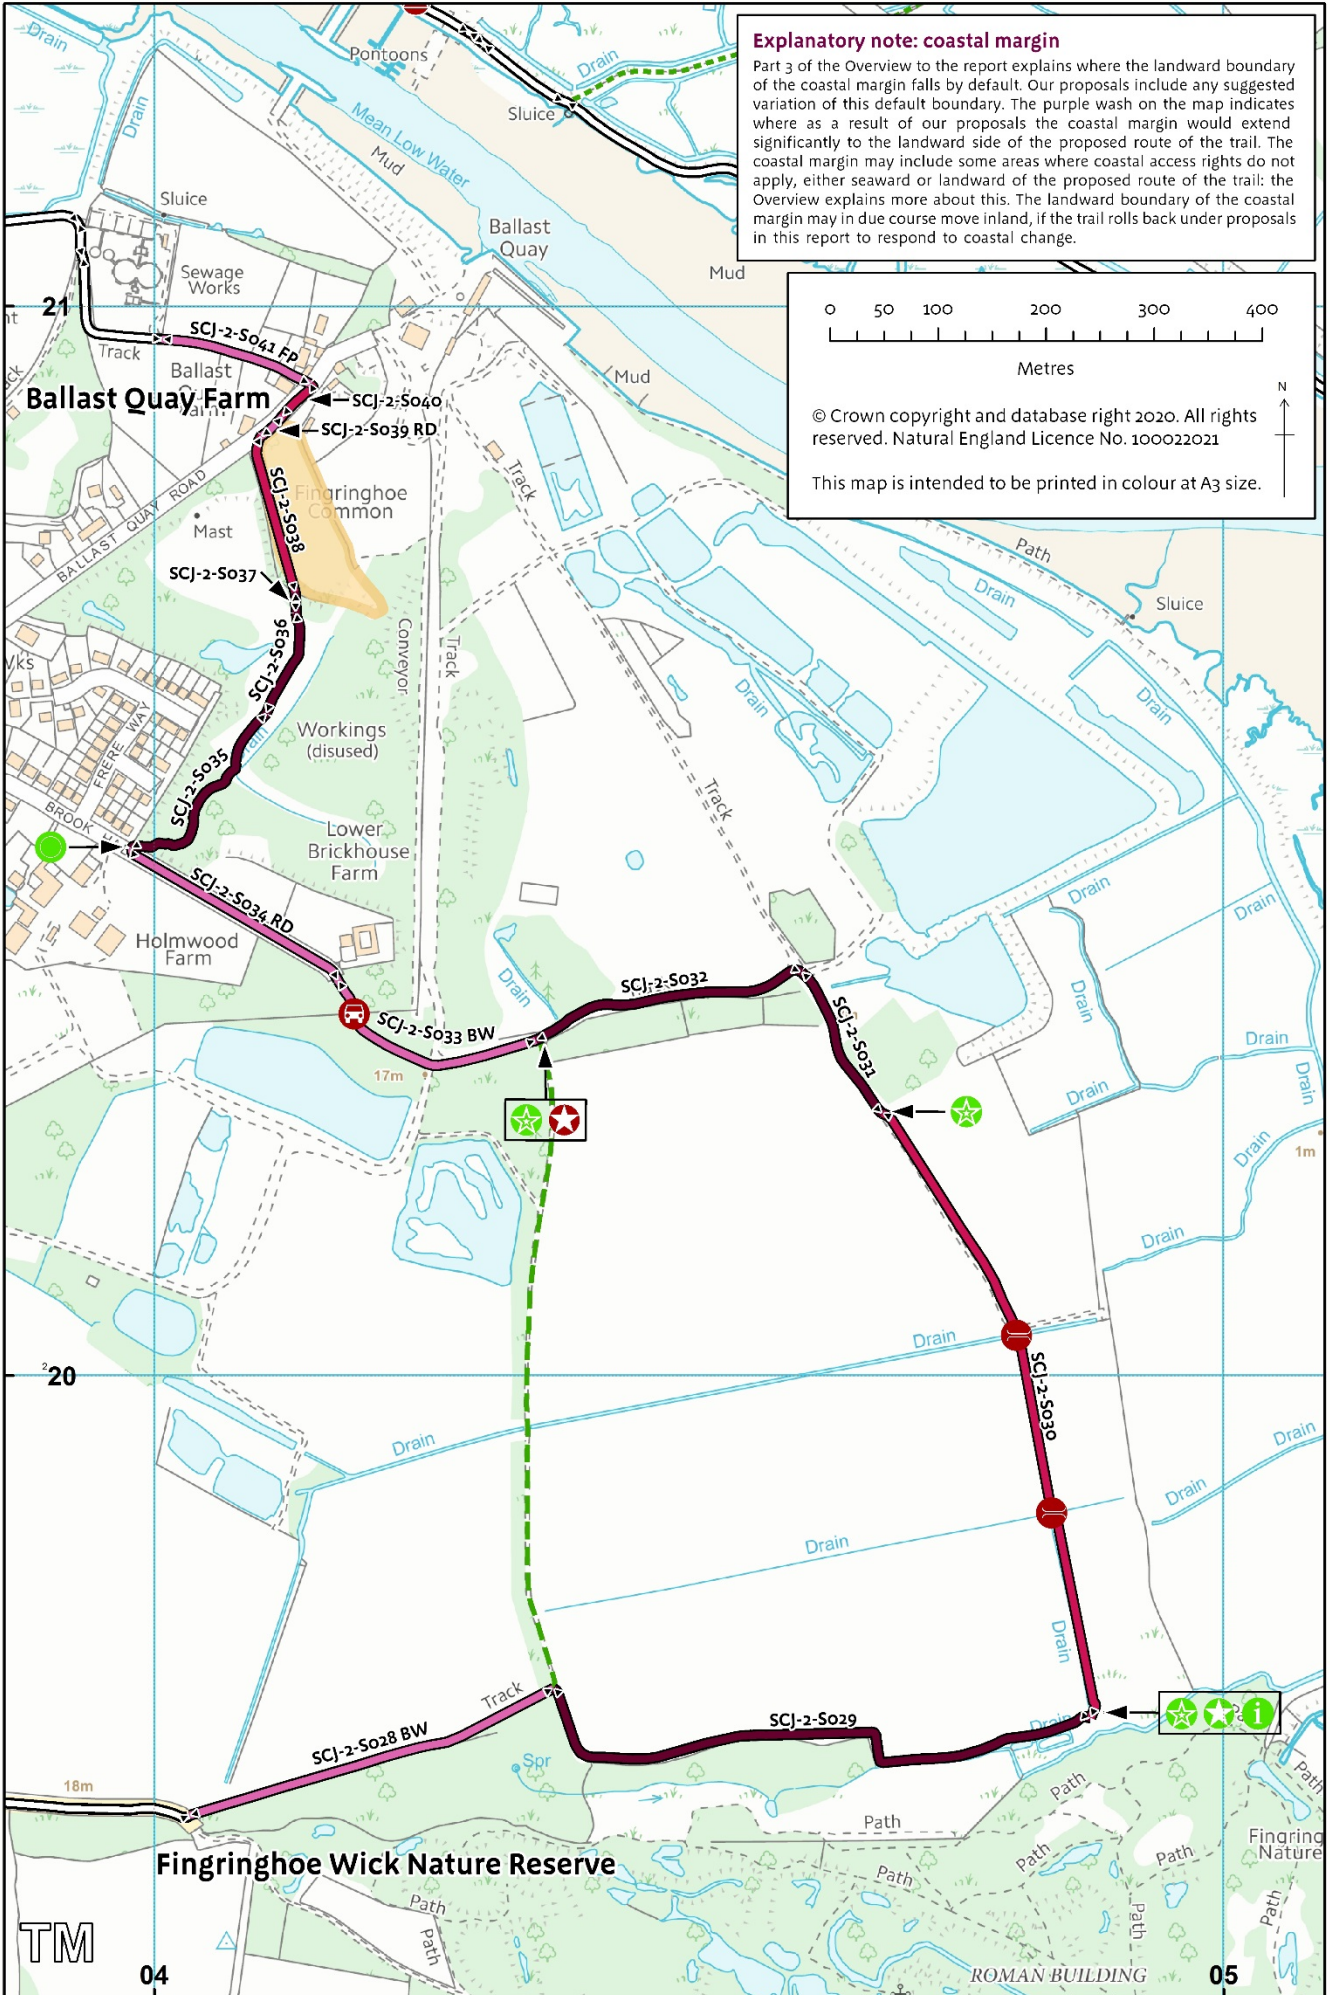 Explanatory note: coastal margin
Part 3 of the Overview to the report explains where the landward boundary
of the coastal margin falls by default. Our proposals include any suggested
variation of this default boundary. The purple wash on the map indicates
where as a result of our proposals the coastal margin would extend
significantly to the landward side of the proposed route of the trail. The
coastal margin may include some areas where coastal access rights do not
apply, either seaward or landward of the proposed route of the trail: the
Overview explains more about this. The landward boundary of the coastal
margin may in due course move inland, if the trail rolls back under proposals
in this report to respond to coastal change.
0 50 100 200 300 400
Metres
N
© Crown copyright and database right 2020. All rights
reserved. Natural England Licence No. 100022021
This map is intended to be printed in colour at A3 size.
Drain
Pontoons
Drain
Sluice
Drain
Mean Low Water
Mud
Sluice
Ballast
Quay
Mud
Sewage
Works
21
nt
SCJ-2-S041 FP
Track
Ballast
Mud
Ballast Quay Farm
SCJ-2-S040
SCJ-2-S039 RD
Track
SCJ-2-S038
Fingringhoe
Common
BALLAST QUAY ROAD
Mast
Path
SCJ-2-S037
Drain
Sluice
SCJ-2-S036
Conveyor
Track
Wks
Drain
Drain
FRERE WAY
Workings
(disused)
SCJ-2-S035
Track
BROOK
Lower
Brickhouse
Farm
SCJ-2-S034 RD
Drain
Drain
Holmwood
Farm
SCJ-2-S032
Drain
Drain
SCJ-2-S033 BW
SCJ-2-S031
Drain
17m
Drain
Drain
Drain
1m
Drain
Drain
SCJ-2-S030
2
20
Drain
Drain
Drain
Drain
Drain
Track
SCJ-2-S029
Drain
SCJ-2-S028 BW
i
Spr
Path
Path
18m
Path
Fingringhoe Wick Nature Reserve
Path
Path
Fingring
Nature
Path
Path
Path
Path
Path
TM
04
ROMAN BUILDING
05